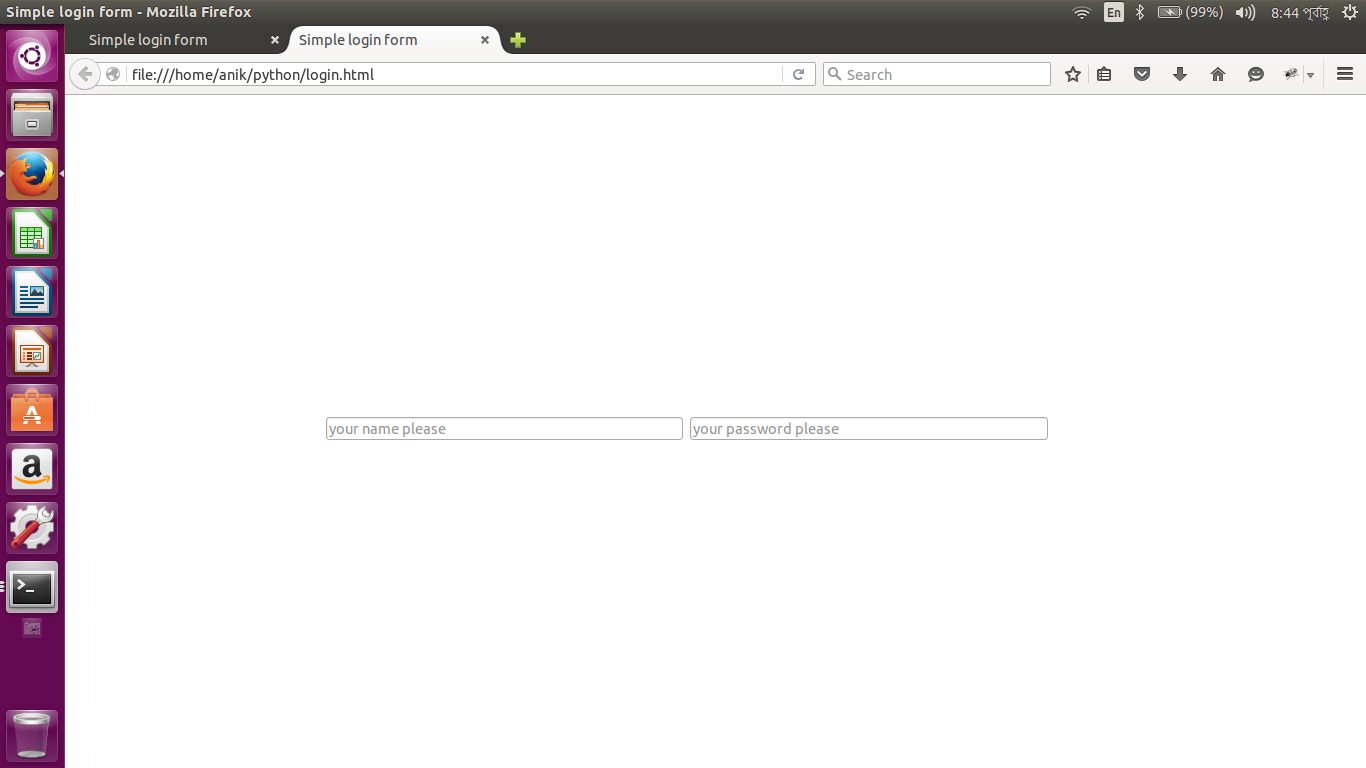 Simple login form - Mozilla Firefox
En
(99%)
8:44 পূর্বাহ্ণ
Simple login form
Simple login form
file:///home/anik/python/login.html
Search
your name please
your password please